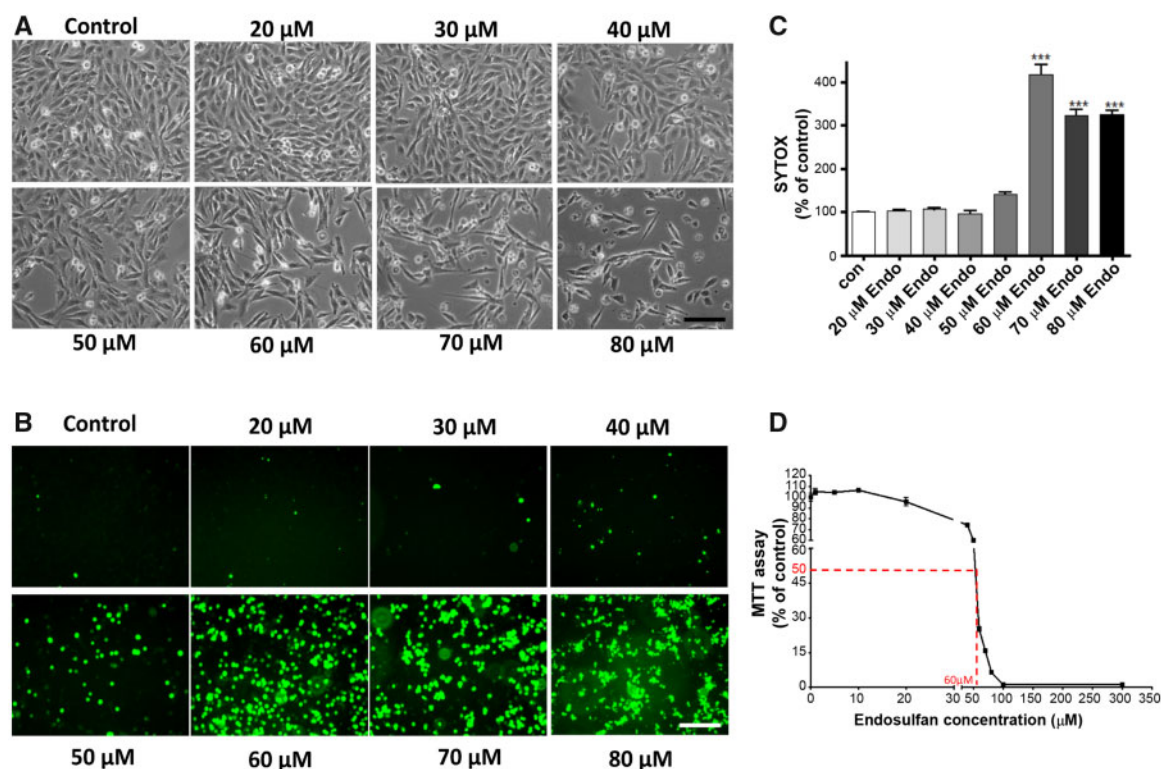 A
Control
20 µM
30 µM
40 µM
50 µM
60 µM
70 µM
80 µM
B
Control
20 µM
30 µM
40 µM
50 µM
60 µM
70 µM
80 µM
C
SYTOX
(% of control)
400
300
200
100
0
***
***
***
con
20 µM Endo
30 µM Endo
40 µM Endo
50 µM Endo
60 µM Endo
70 µM Endo
80 µM Endo
D
MTT assay
(% of control)
120
110
100
90
80
70
60
60
50
45
30
15
0
60µM
0 10 20 30 50 100 150 200 250 300 350
Endosulfan concentration (µM)